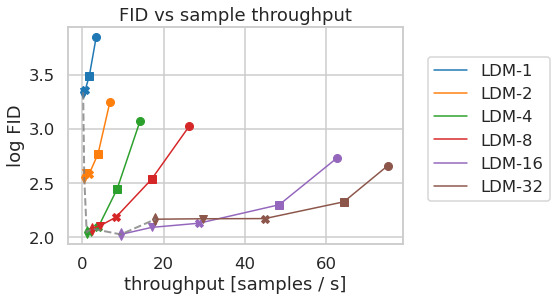 FID vs sample throughput
log FID
3.5
3.0
2.5
2.0
0
20
40
60
throughput [samples / s]
LDM-1
LDM-2
LDM-4
LDM-8
LDM-16
LDM-32